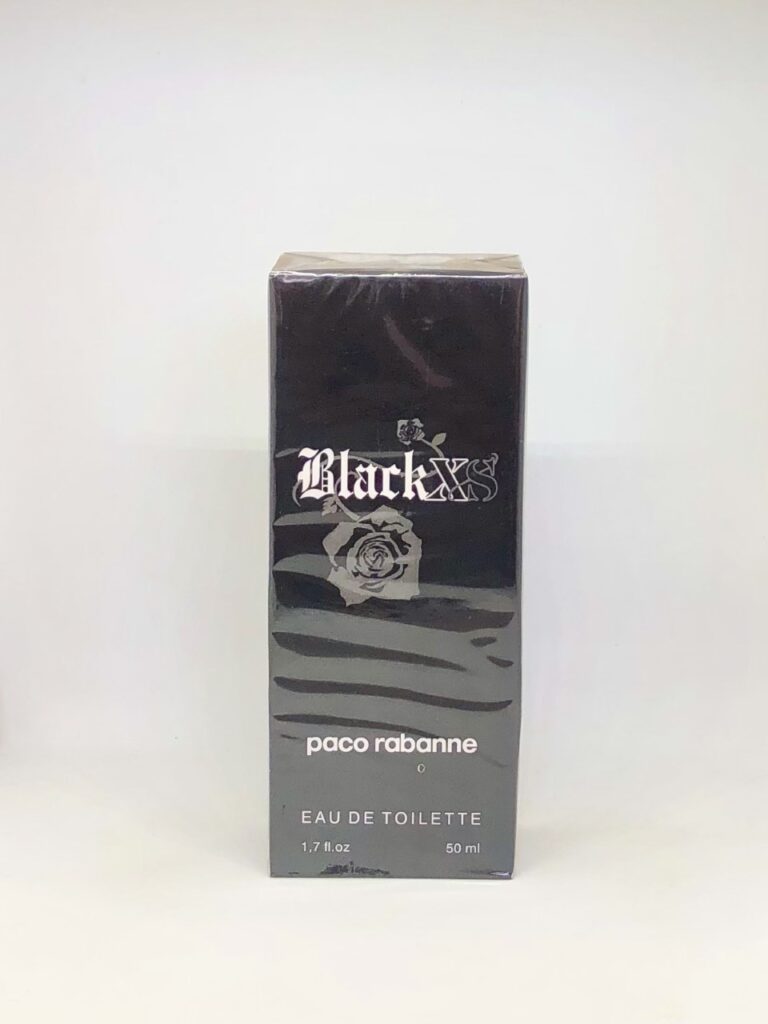 BlackXS
paco rabanne
EAU DE TOILETTE
1,7 fl.oz 50 ml